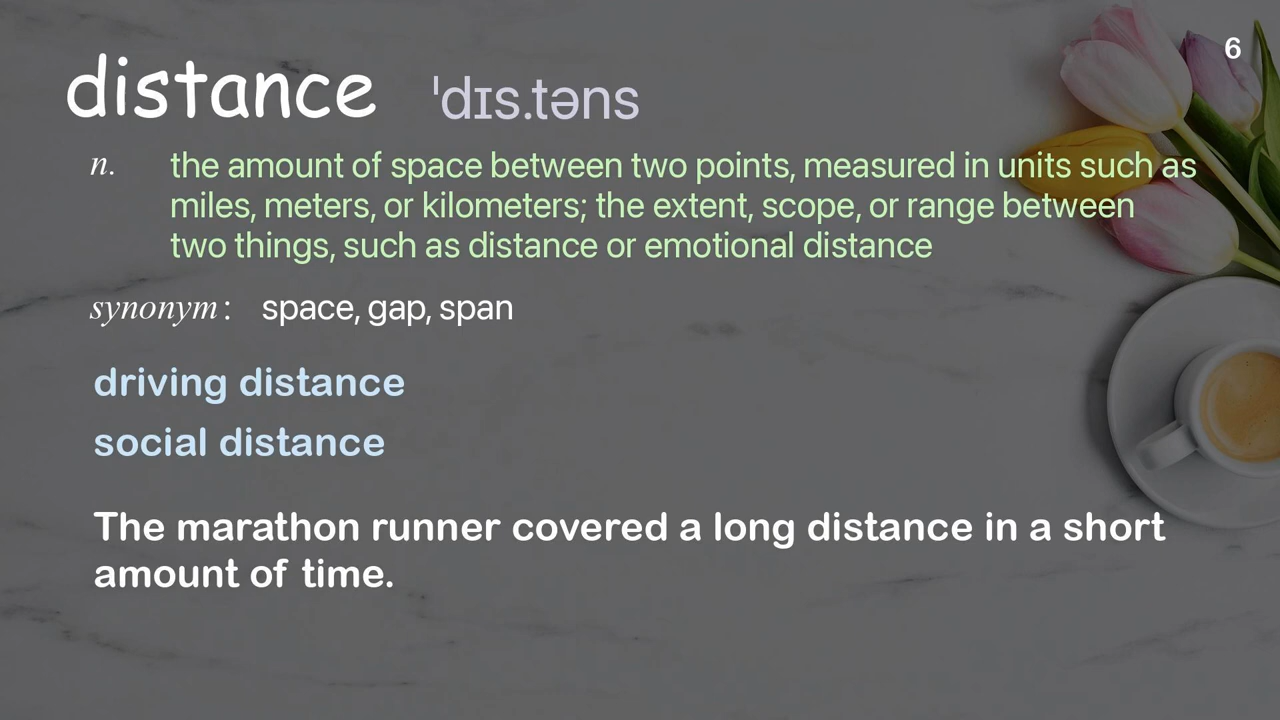 6
distance ˈdɪs.təns
n. the amount of space between two points, measured in units such as
miles, meters, or kilometers; the extent, scope, or range between
two things, such as distance or emotional distance
synonym: space, gap, span
driving distance
social distance
The marathon runner covered a long distance in a short
amount of time.